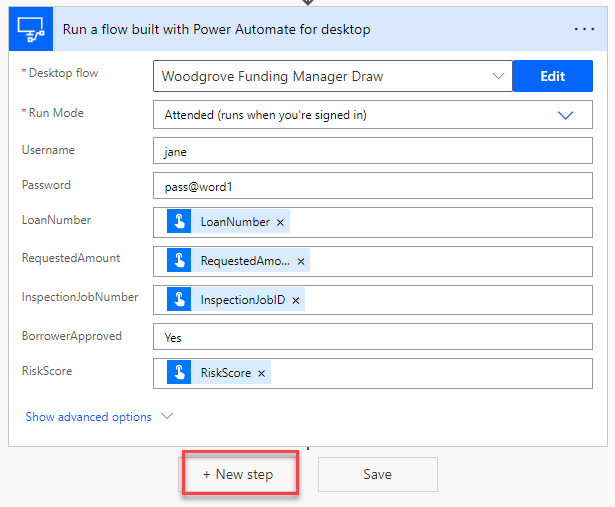 Run a flow built with Power Automate for desktop
* Desktop flow Woodgrove Funding Manager Draw Edit
* Run Mode Attended (runs when you're signed in)
Username jane
Password pass@word1
LoanNumber LoanNumber ×
RequestedAmount RequestedAmo... ×
InspectionJobNumber InspectionJobID ×
BorrowerApproved Yes
RiskScore RiskScore ×
Show advanced options
+ New step Save